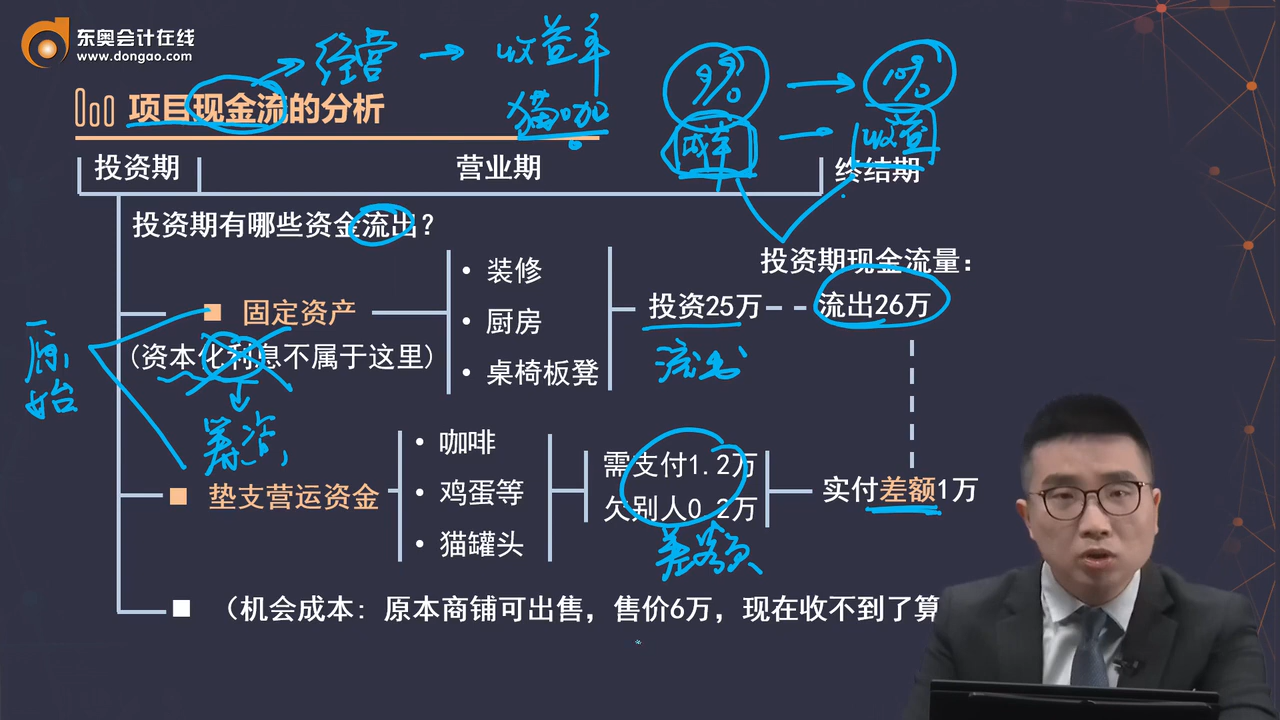 东奥会计在线
www.dongao.com
经营 → 收益率
猫咖
9% → 10%
项目现金流的分析
成本 → 收益
投资期
营业期
终结期
投资期有哪些资金流出?
投资期现金流量:
• 装修
■ 固定资产
• 厨房
投资25万
流出26万
(资本化利息不属于这里)
• 桌椅板凳
流出
原始
筹资
• 咖啡
需支付1.2万
■ 垫支营运资金
• 鸡蛋等
欠别人0.2万
实付差额1万
• 猫罐头
差额
■ (机会成本: 原本商铺可出售, 售价6万, 现在收不到了算